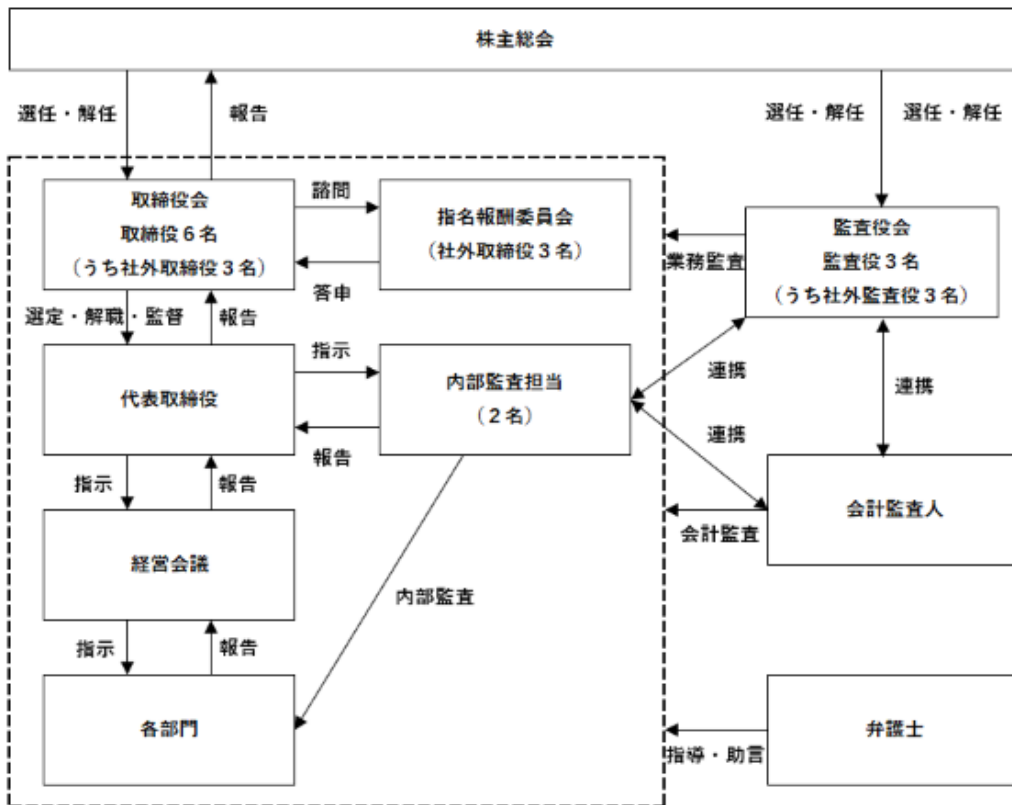 株主総会
選任・解任
報告
選任・解任
選任・解任
取締役会
取締役6名
（うち社外取締役3名）
諮問
答申
指名報酬委員会
（社外取締役3名）
業務監査
監査役会
監査役3名
（うち社外監査役3名）
選定・解職・監督
報告
代表取締役
指示
報告
内部監査担当
（2名）
連携
連携
連携
指示
報告
経営会議
内部監査
会計監査
会計監査人
指示
報告
各部門
指導・助言
弁護士